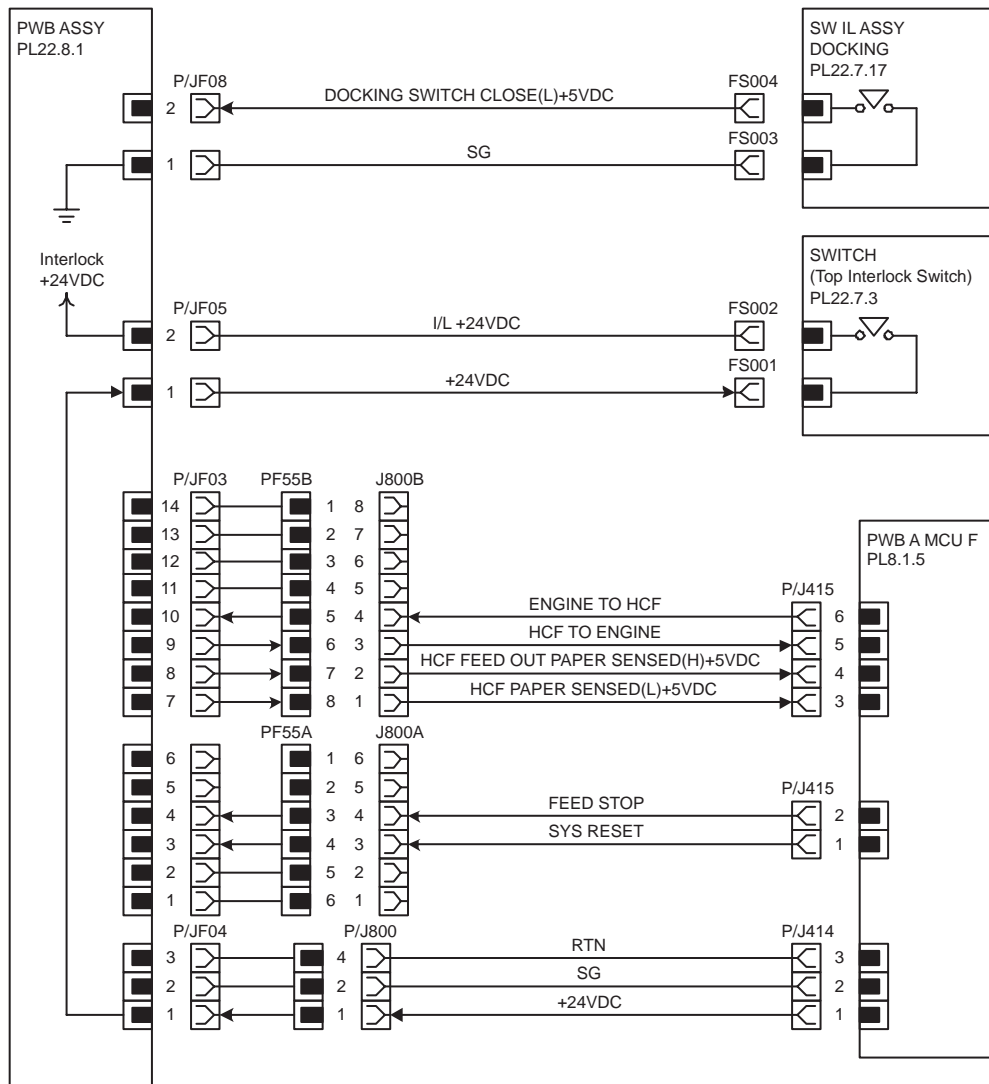 PWB ASSY
PL22.8.1
SW IL ASSY
DOCKING
PL22.7.17
P/JF08
FS004
2
DOCKING SWITCH CLOSE(L)+5VDC
FS003
1
SG
Interlock
+24VDC
SWITCH
(Top Interlock Switch)
PL22.7.3
P/JF05
FS002
2
I/L +24VDC
FS001
1
+24VDC
P/JF03 PF55B J800B
14 1 8
13 2 7
PWB A MCU F
PL8.1.5
12 3 6
11 4 5
P/J415
10 5 4 ENGINE TO HCF 6
9 6 3 HCF TO ENGINE 5
8 7 2 HCF FEED OUT PAPER SENSED(H)+5VDC 4
7 8 1 HCF PAPER SENSED(L)+5VDC 3
PF55A J800A
6 1 6
5 2 5
P/J415
4 3 4 FEED STOP 2
3 4 3 SYS RESET 1
2 5 2
1 6 1
P/JF04 P/J800 P/J414
3 4 RTN 3
2 2 SG 2
1 1 +24VDC 1